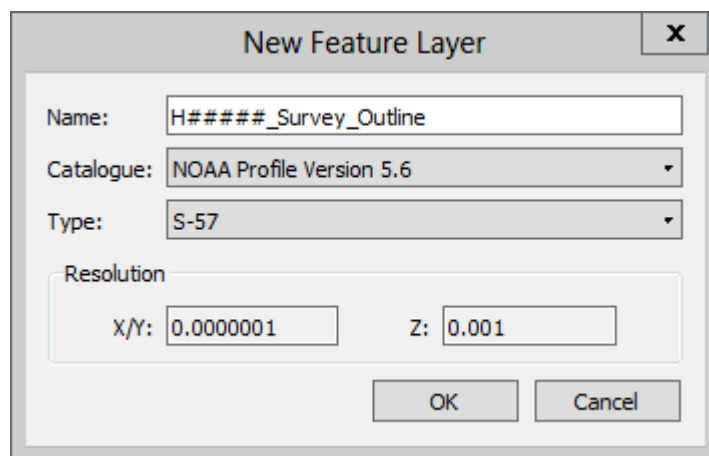 New Feature Layer
x
Name: H#####_Survey_Outline
Catalogue: NOAA Profile Version 5.6
Type: S-57
Resolution
X/Y: 0.0000001 Z: 0.001
OK Cancel